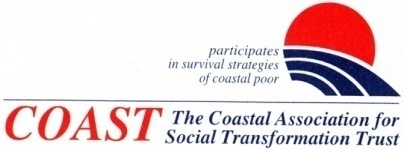 participates
in survival strategies
of coastal poor
COAST The Coastal Association for
Social Transformation Trust